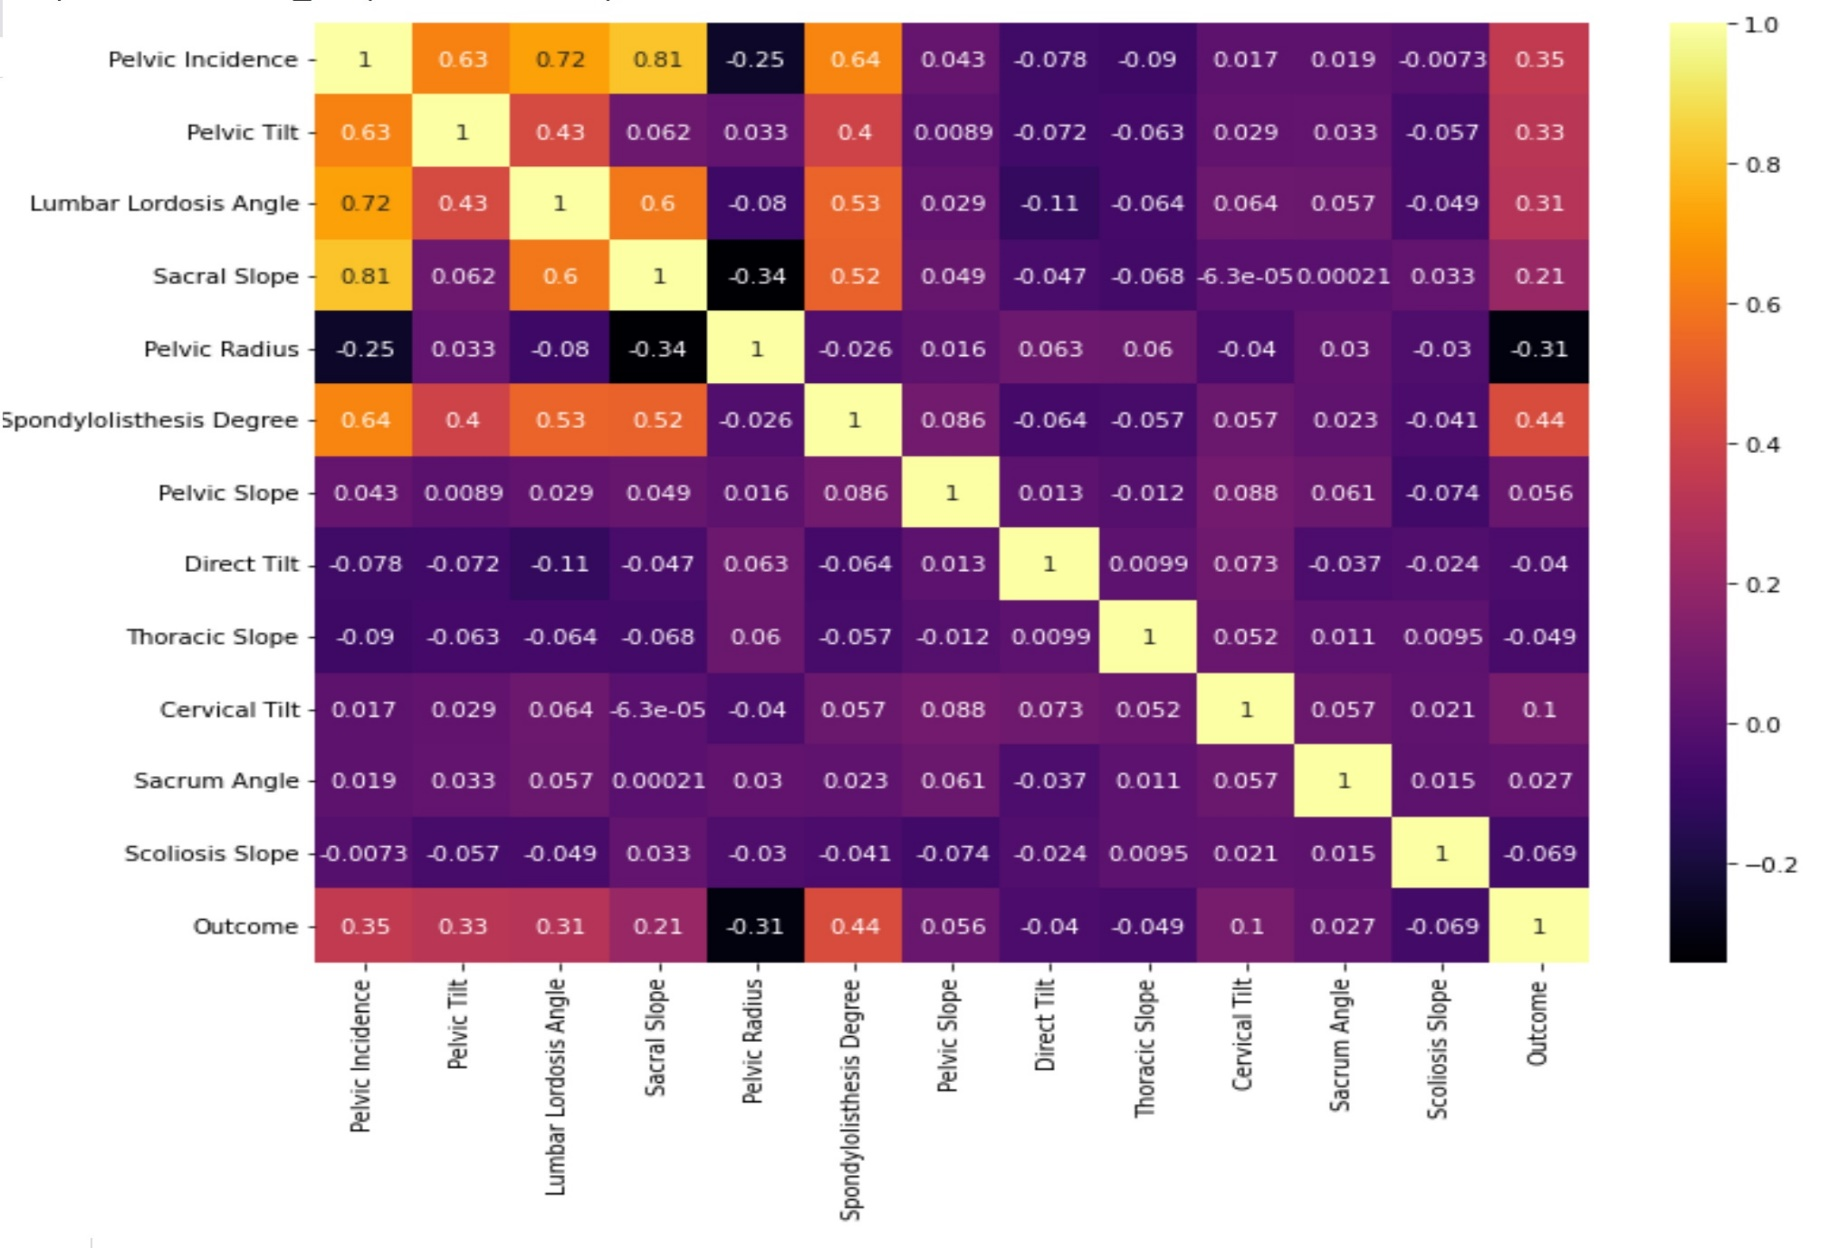 1.0
Pelvic Incidence 1 0.63 0.72 0.81 -0.25 0.64 0.043 -0.078 -0.09 0.017 0.019 -0.0073 0.35
Pelvic Tilt 0.63 1 0.43 0.062 0.033 0.4 0.0089 -0.072 -0.063 0.029 0.033 -0.057 0.33
0.8
Lumbar Lordosis Angle 0.72 0.43 1 0.6 -0.08 0.53 0.029 -0.11 -0.064 0.064 0.057 -0.049 0.31
Sacral Slope 0.81 0.062 0.6 1 -0.34 0.52 0.049 -0.047 -0.068 -6.3e-05 0.00021 0.033 0.21
0.6
Pelvic Radius -0.25 0.033 -0.08 -0.34 1 -0.026 0.016 0.063 0.06 -0.04 0.03 -0.03 -0.31
Spondylolisthesis Degree 0.64 0.4 0.53 0.52 -0.026 1 0.086 -0.064 -0.057 0.057 0.023 -0.041 0.44
0.4
Pelvic Slope 0.043 0.0089 0.029 0.049 0.016 0.086 1 0.013 -0.012 0.088 0.061 -0.074 0.056
Direct Tilt -0.078 -0.072 -0.11 -0.047 0.063 -0.064 0.013 1 0.0099 0.073 -0.037 -0.024 -0.04
0.2
Thoracic Slope -0.09 -0.063 -0.064 -0.068 0.06 -0.057 -0.012 0.0099 1 0.052 0.011 0.0095 -0.049
Cervical Tilt 0.017 0.029 0.064 -6.3e-05 -0.04 0.057 0.088 0.073 0.052 1 0.057 0.021 0.1
0.0
Sacrum Angle 0.019 0.033 0.057 0.00021 0.03 0.023 0.061 -0.037 0.011 0.057 1 0.015 0.027
Scoliosis Slope -0.0073 -0.057 -0.049 0.033 -0.03 -0.041 -0.074 -0.024 0.0095 0.021 0.015 1 -0.069
−0.2
Outcome 0.35 0.33 0.31 0.21 -0.31 0.44 0.056 -0.04 -0.049 0.1 0.027 -0.069 1
Pelvic Incidence
Pelvic Tilt
Lumbar Lordosis Angle
Sacral Slope
Pelvic Radius
Spondylolisthesis Degree
Pelvic Slope
Direct Tilt
Thoracic Slope
Cervical Tilt
Sacrum Angle
Scoliosis Slope
Outcome